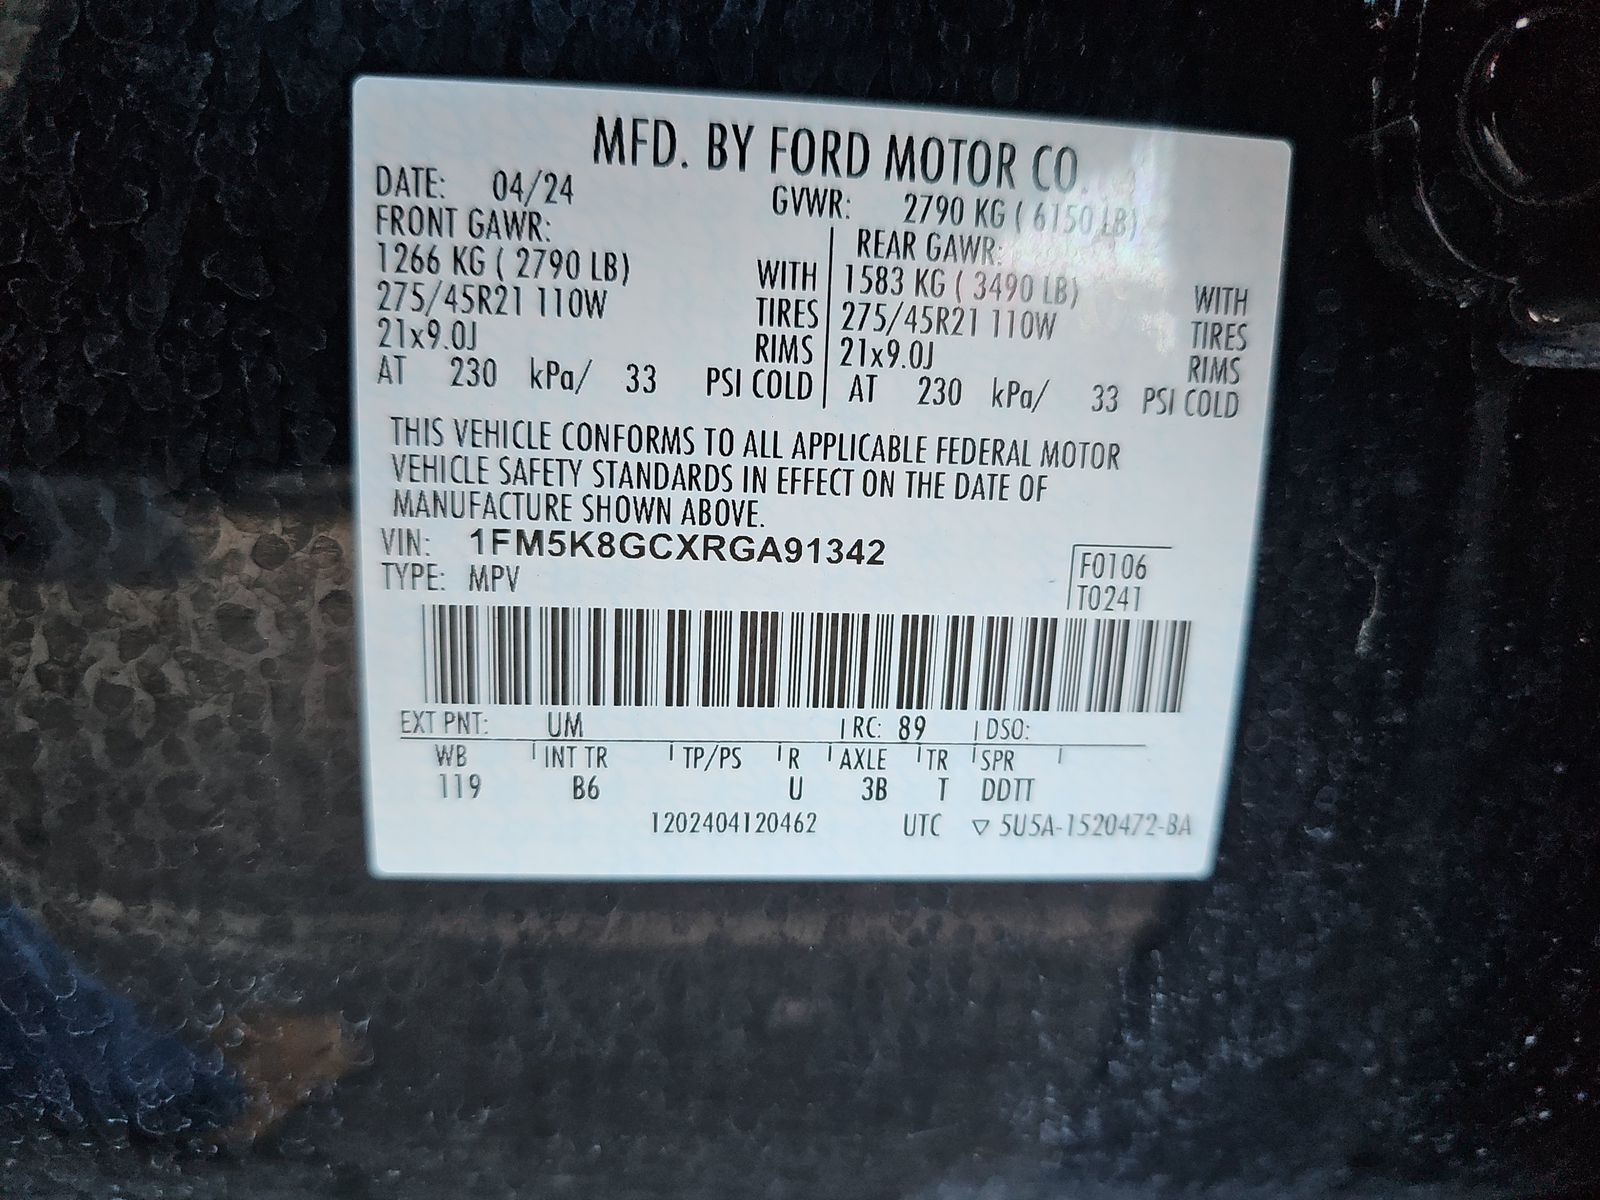 MFD. BY FORD MOTOR CO.
DATE: 04/24 GVWR: 2790 KG ( 6150 LB)
FRONT GAWR: REAR GAWR:
1266 KG ( 2790 LB) WITH 1583 KG ( 3490 LB) WITH
275/45R21 110W TIRES 275/45R21 110W TIRES
21x9.0J RIMS 21x9.0J RIMS
AT 230 kPa/ 33 PSI COLD AT 230 kPa/ 33 PSI COLD
THIS VEHICLE CONFORMS TO ALL APPLICABLE FEDERAL MOTOR
VEHICLE SAFETY STANDARDS IN EFFECT ON THE DATE OF
MANUFACTURE SHOWN ABOVE.
VIN: 1FM5K8GCXRGA91342
TYPE: MPV
F0106
T0241
EXT PNT: UM RC: 89 DSO:
WB INT TR TP/PS R AXLE TR SPR
119 B6 U 3B T DDTT
1202404120462 UTC ▽ 5U5A-1520472-BA